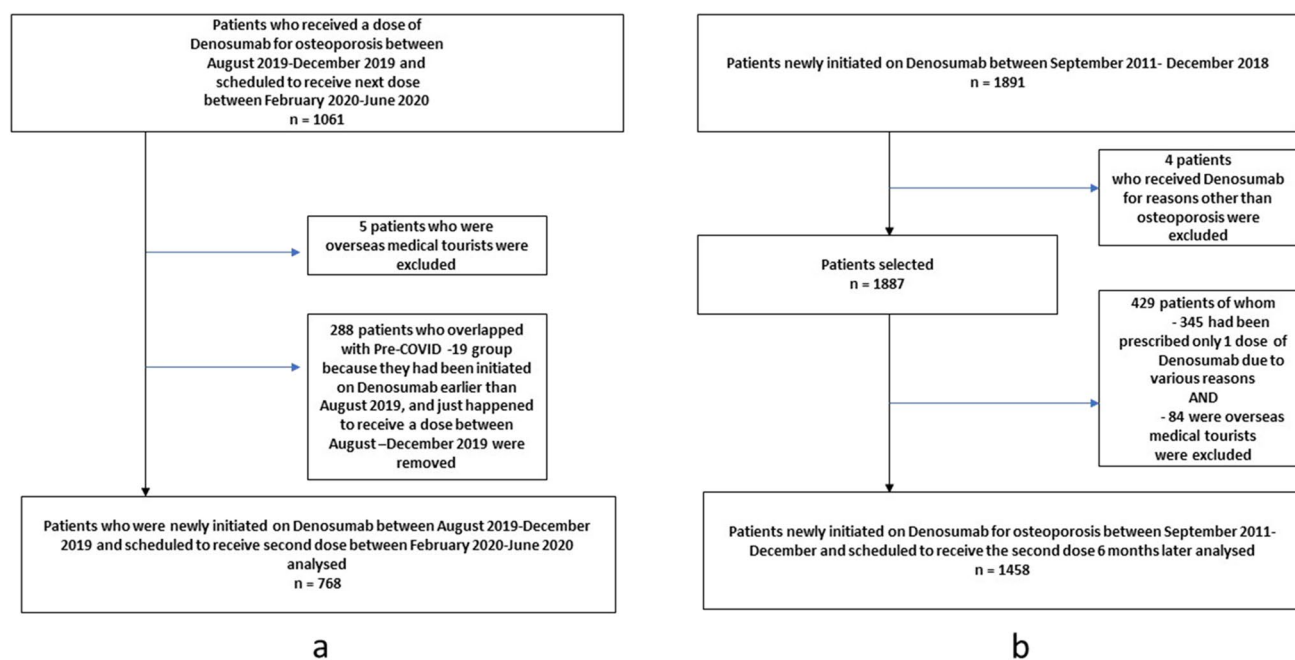 Patients who received a dose of
Denosumab for osteoporosis between
August 2019-December 2019 and
scheduled to receive next dose
between February 2020-June 2020
n = 1061
5 patients who were
overseas medical tourists were
excluded
288 patients who overlapped
with Pre-COVID -19 group
because they had been initiated
on Denosumab earlier than
August 2019, and just happened
to receive a dose between
August –December 2019 were
removed
Patients who were newly initiated on Denosumab between August 2019-December
2019 and scheduled to receive second dose between February 2020-June 2020
analysed
n = 768
a
Patients newly initiated on Denosumab between September 2011- December 2018
n = 1891
4 patients
who received Denosumab
for reasons other than
osteoporosis were
excluded
Patients selected
n = 1887
429 patients of whom
- 345 had been
prescribed only 1 dose of
Denosumab due to
various reasons
AND
- 84 were overseas
medical tourists
were excluded
Patients newly initiated on Denosumab for osteoporosis between September 2011-
December and scheduled to receive the second dose 6 months later analysed
n = 1458
b